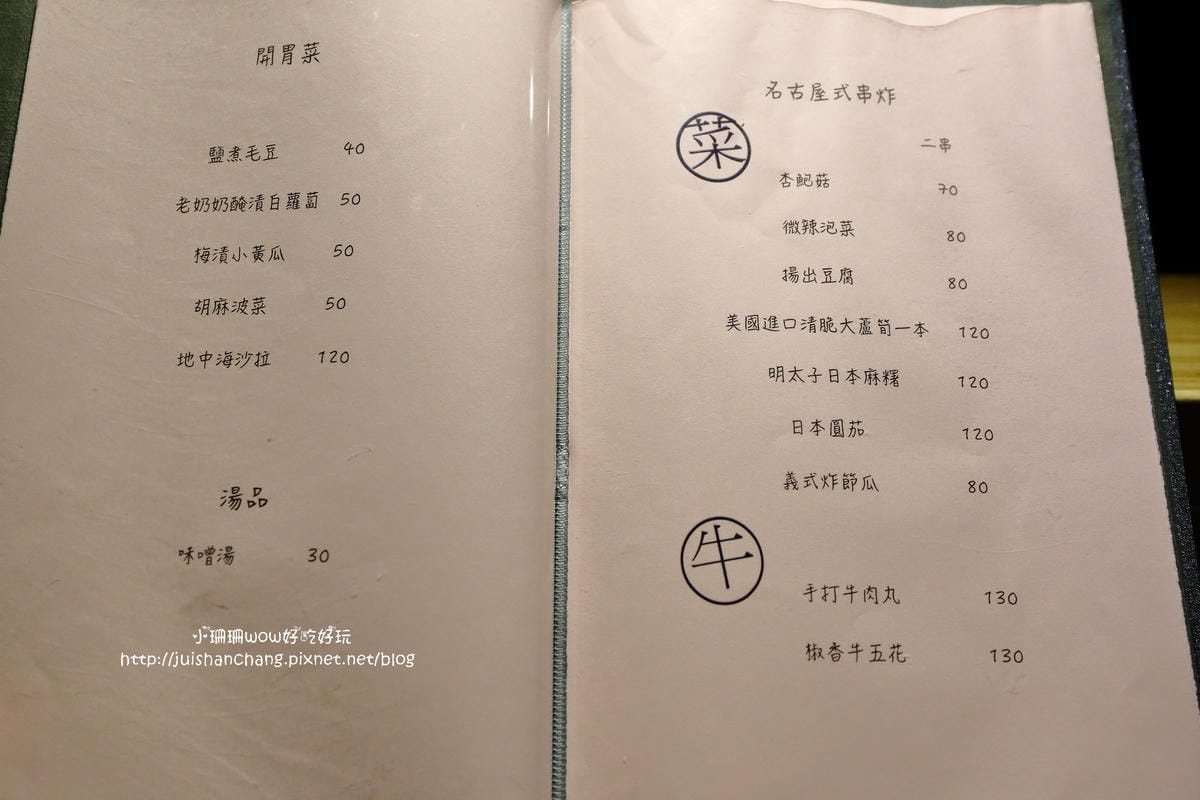 開胃菜
鹽煮毛豆 40
老奶奶醃漬白蘿蔔 50
梅漬小黃瓜 50
胡麻波菜 50
地中海沙拉 120
湯品
味噌湯 30
小珊珊wow好吃好玩
http://juishanchang.pixnet.net/blog
名古屋式串炸
菜
二串
杏鮑菇 70
微辣泡菜 80
揚出豆腐 80
美國進口清脆大蘆筍一本 120
明太子日本麻糬 120
日本圓茄 120
義式炸節瓜 80
牛
手打牛肉丸 130
椒香牛五花 130